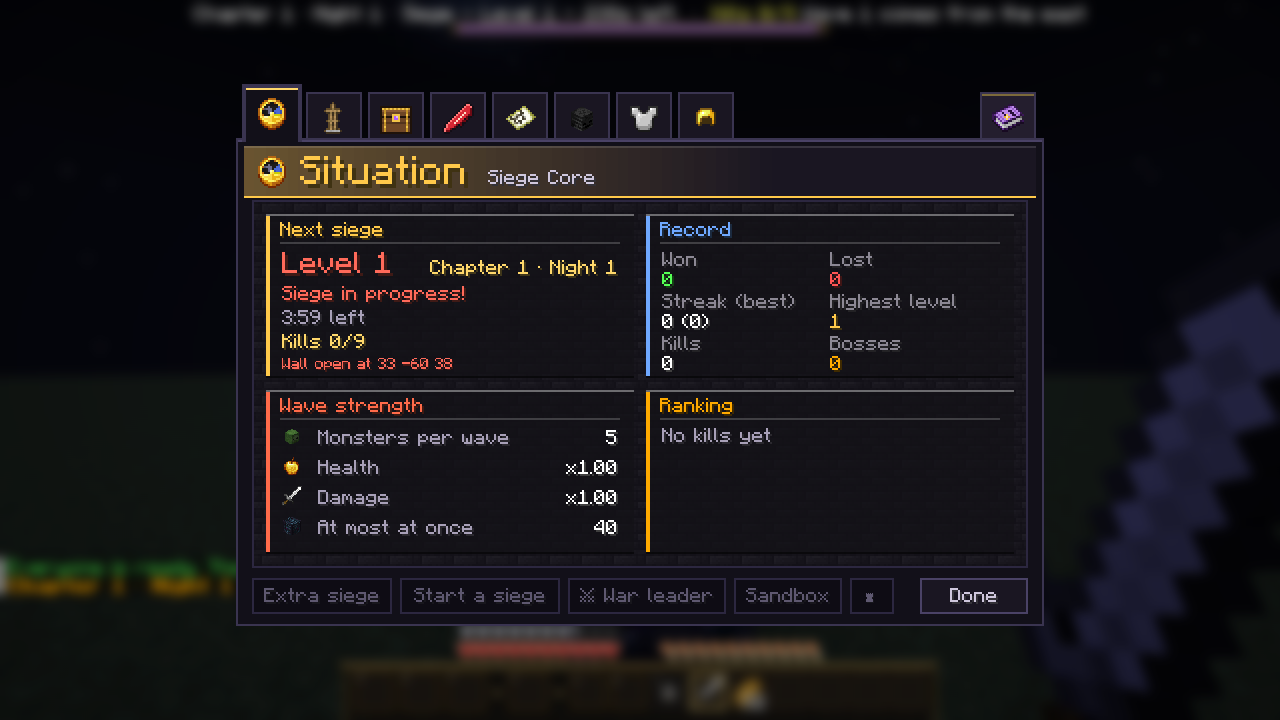 Situation Siege Core
Next siege
Level 1 Chapter 1 · Night 1
Siege in progress!
3:59 left
Kills 0/9
Wall open at 33 -60 38
Record
Won Lost
0 0
Streak (best) Highest level
0 (0) 1
Kills Bosses
0 0
Wave strength
Monsters per wave 5
Health x1.00
Damage x1.00
At most at once 40
Ranking
No kills yet
Extra siege Start a siege ⚔ War leader Sandbox Done